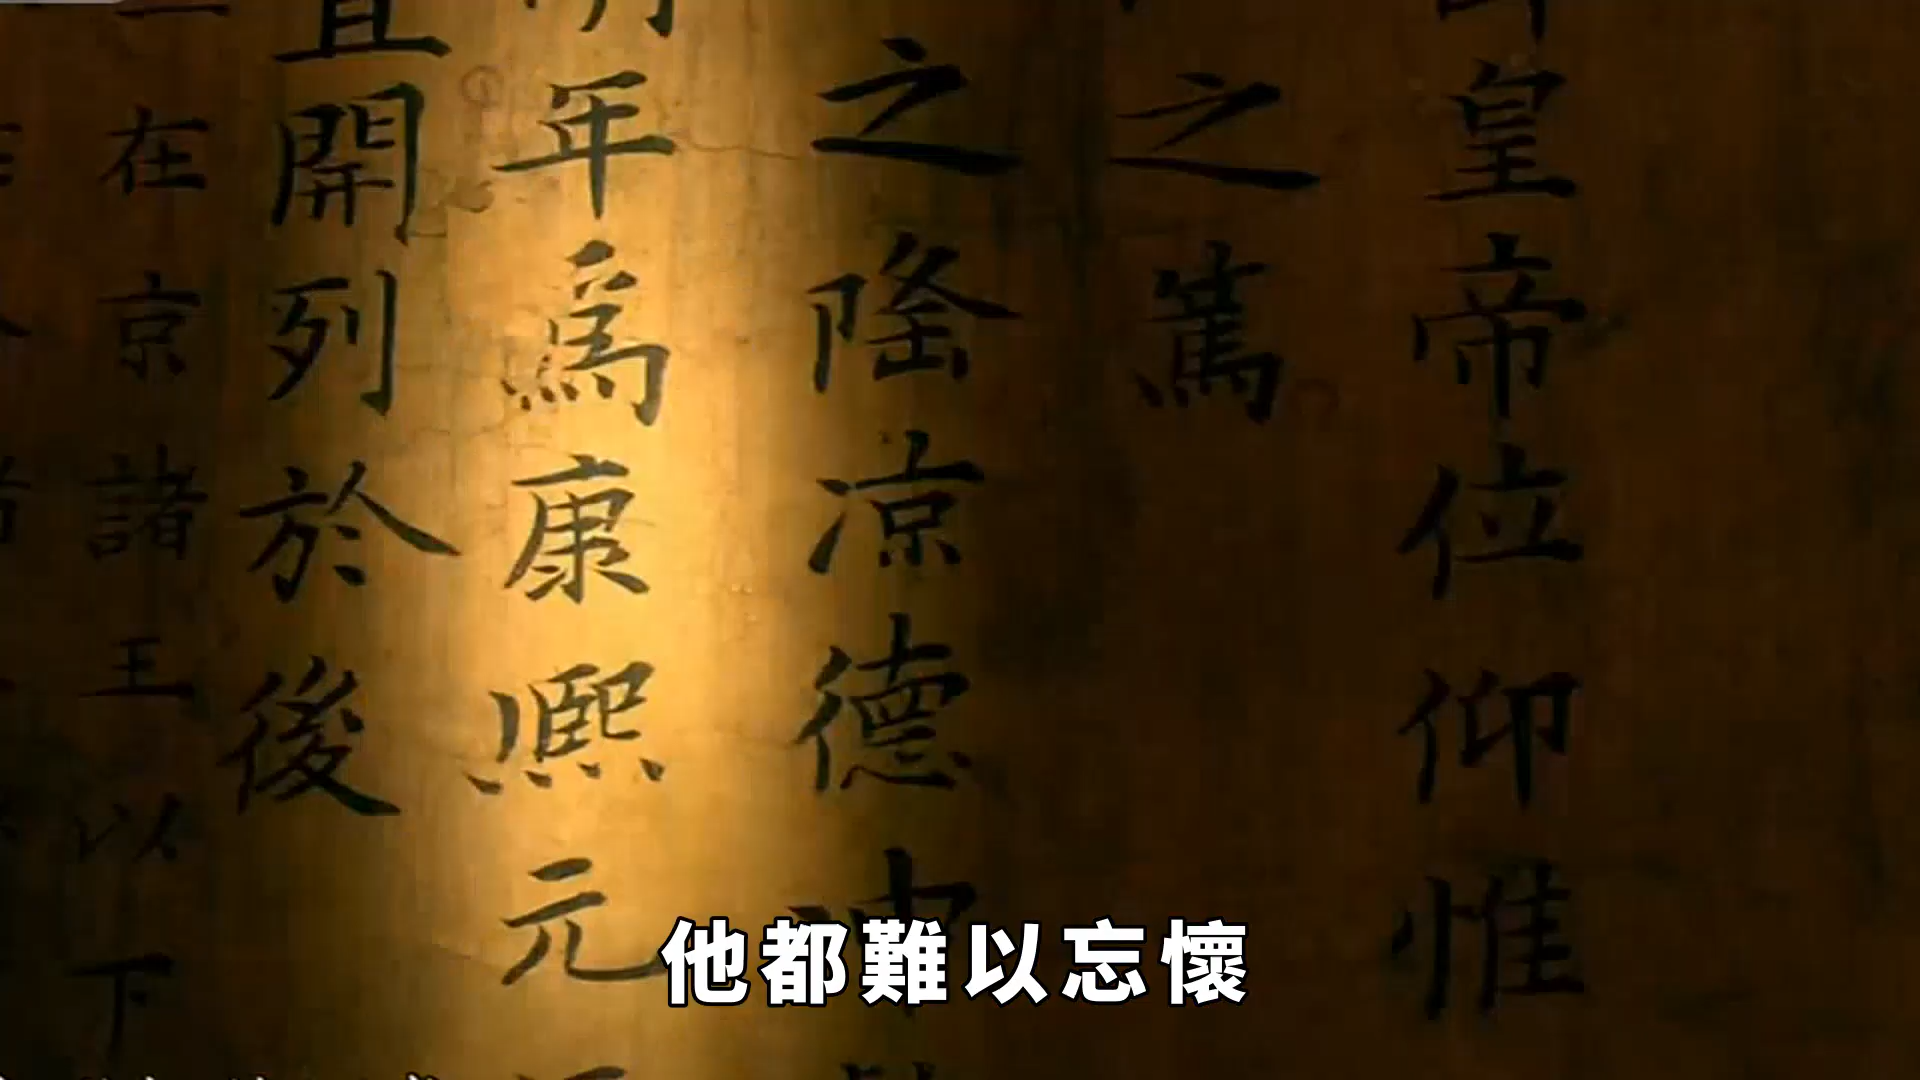 皇帝位仰惟
之篤
之隆凉德
年爲康熙元
開列於後
在京諸王以下
他都難以忘懷